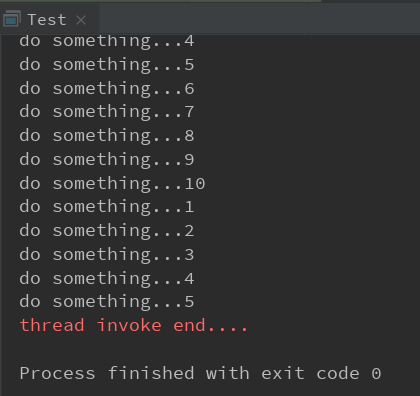 Test
do something...4
do something...5
do something...6
do something...7
do something...8
do something...9
do something...10
do something...1
do something...2
do something...3
do something...4
do something...5
thread invoke end....
Process finished with exit code 0